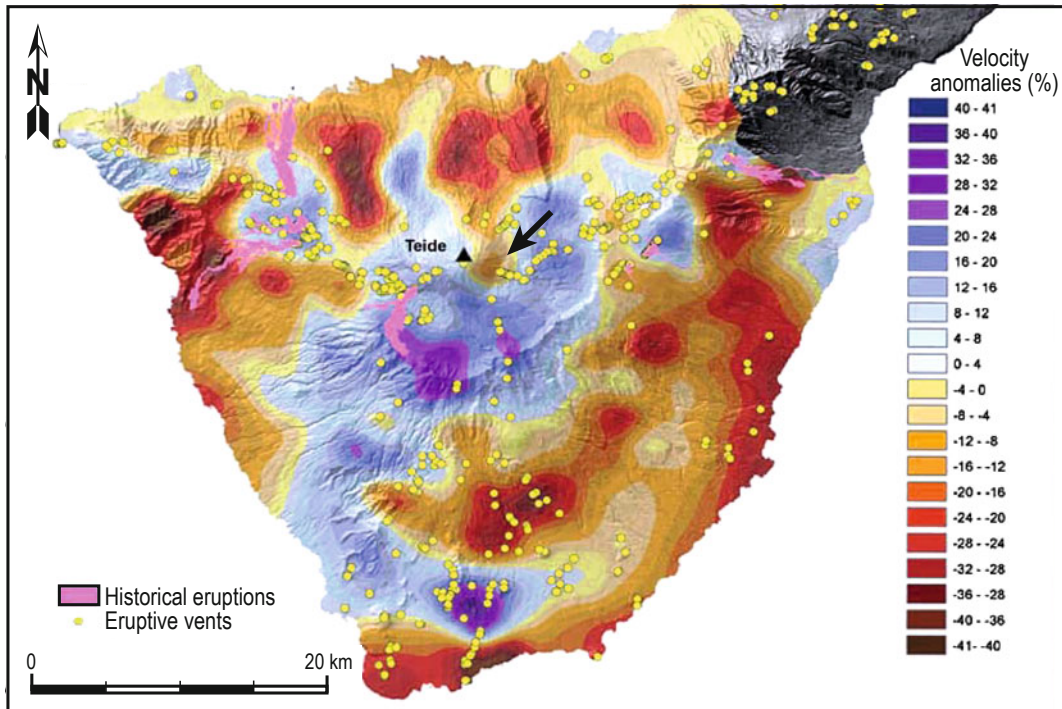 N
Velocity
anomalies (%)
40 - 41
36 - 40
32 - 36
28 - 32
24 - 28
20 - 24
16 - 20
12 - 16
8 - 12
4 - 8
0 - 4
-4 - 0
-8 - -4
-12 - -8
-16 - -12
-20 - -16
-24 - -20
-28 - -24
-32 - -28
-36 - -28
-40 - -36
-41- -40
Teide
Historical eruptions
Eruptive vents
0 20 km